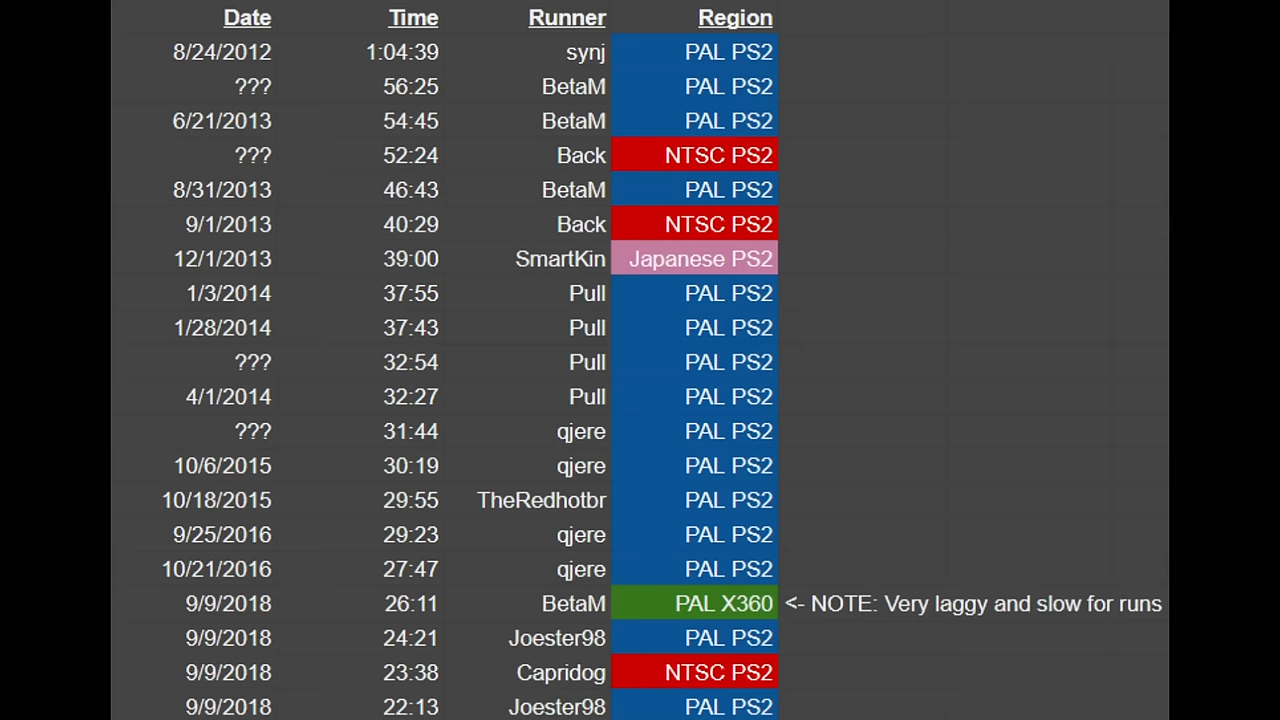 Date Time Runner Region
8/24/2012 1:04:39 synj PAL PS2
??? 56:25 BetaM PAL PS2
6/21/2013 54:45 BetaM PAL PS2
??? 52:24 Back NTSC PS2
8/31/2013 46:43 BetaM PAL PS2
9/1/2013 40:29 Back NTSC PS2
12/1/2013 39:00 SmartKin Japanese PS2
1/3/2014 37:55 Pull PAL PS2
1/28/2014 37:43 Pull PAL PS2
??? 32:54 Pull PAL PS2
4/1/2014 32:27 Pull PAL PS2
??? 31:44 qjere PAL PS2
10/6/2015 30:19 qjere PAL PS2
10/18/2015 29:55 TheRedhotbr PAL PS2
9/25/2016 29:23 qjere PAL PS2
10/21/2016 27:47 qjere PAL PS2
9/9/2018 26:11 BetaM PAL X360 <- NOTE: Very laggy and slow for runs
9/9/2018 24:21 Joester98 PAL PS2
9/9/2018 23:38 Capridog NTSC PS2
9/9/2018 22:13 Joester98 PAL PS2